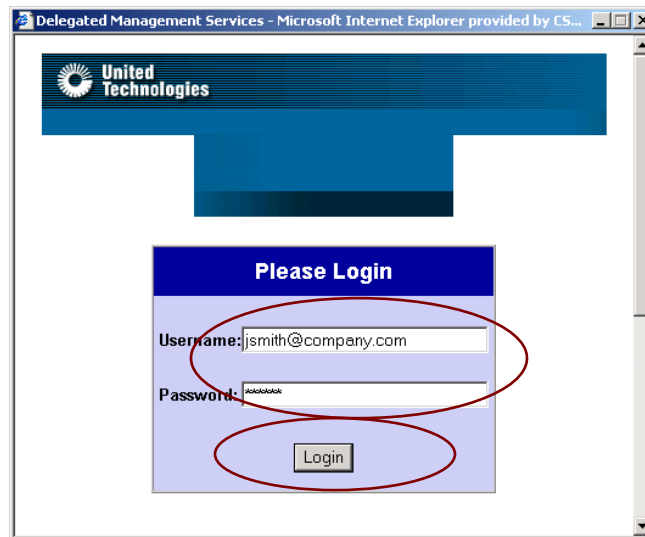 Delegated Management Services - Microsoft Internet Explorer provided by CS...
United
Technologies
Please Login
Username: jsmith@company.com
Password: ******
Login